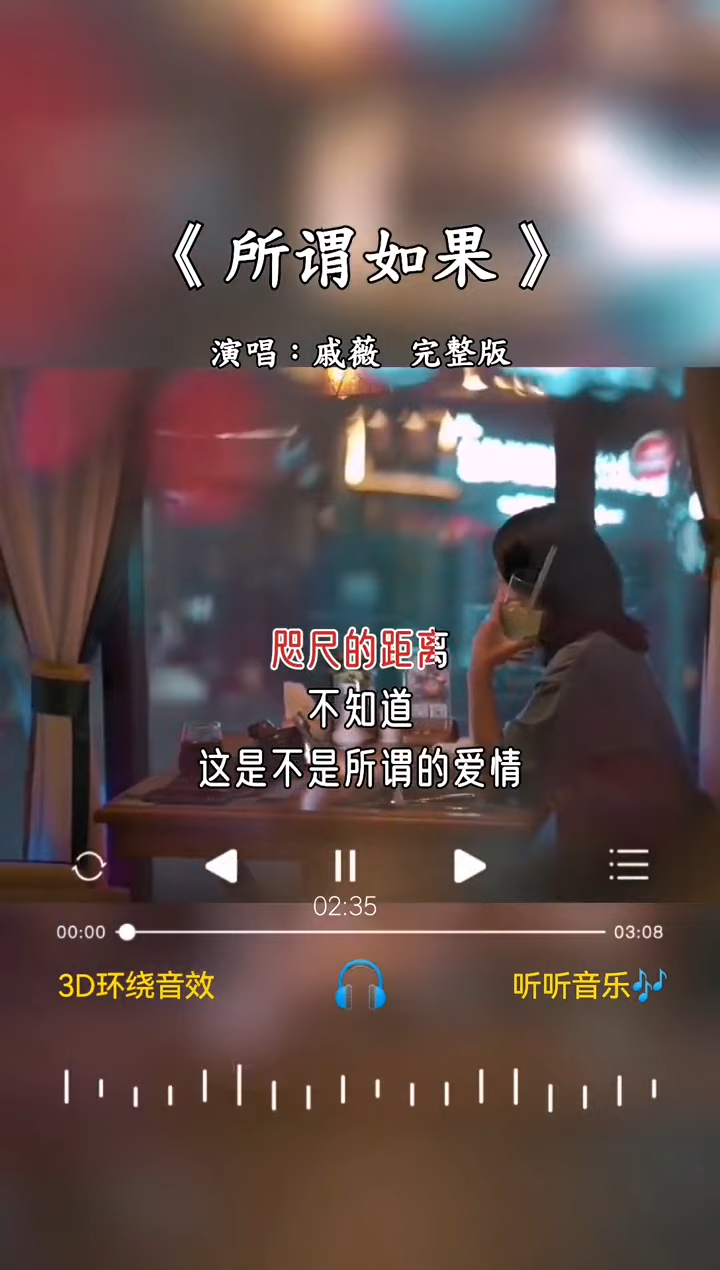 《所谓如果》
演唱：戚薇 完整版
咫尺的距离
不知道
这是不是所谓的爱情
02:35
00:00 03:08
3D环绕音效 🎧 听听音乐🎶